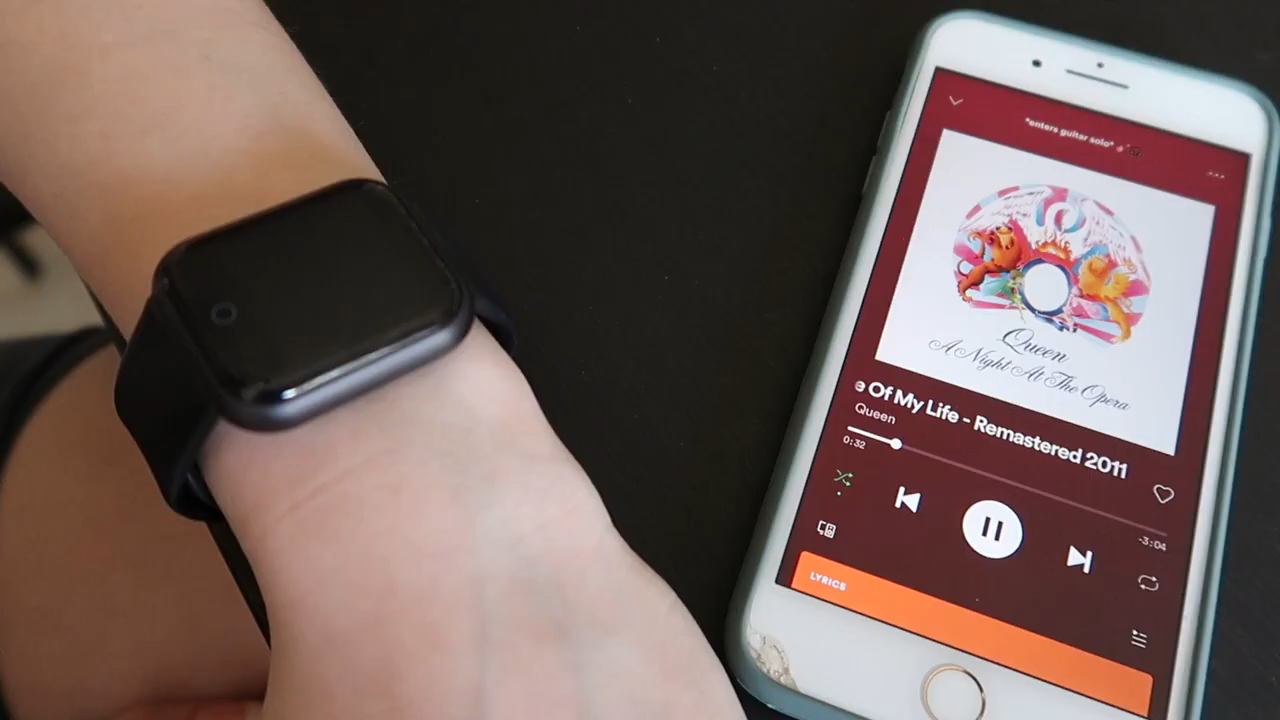 *enters guitar solo*
Queen
A Night At The Opera
e Of My Life - Remastered 2011
Queen
0:32
-3:04
LYRICS